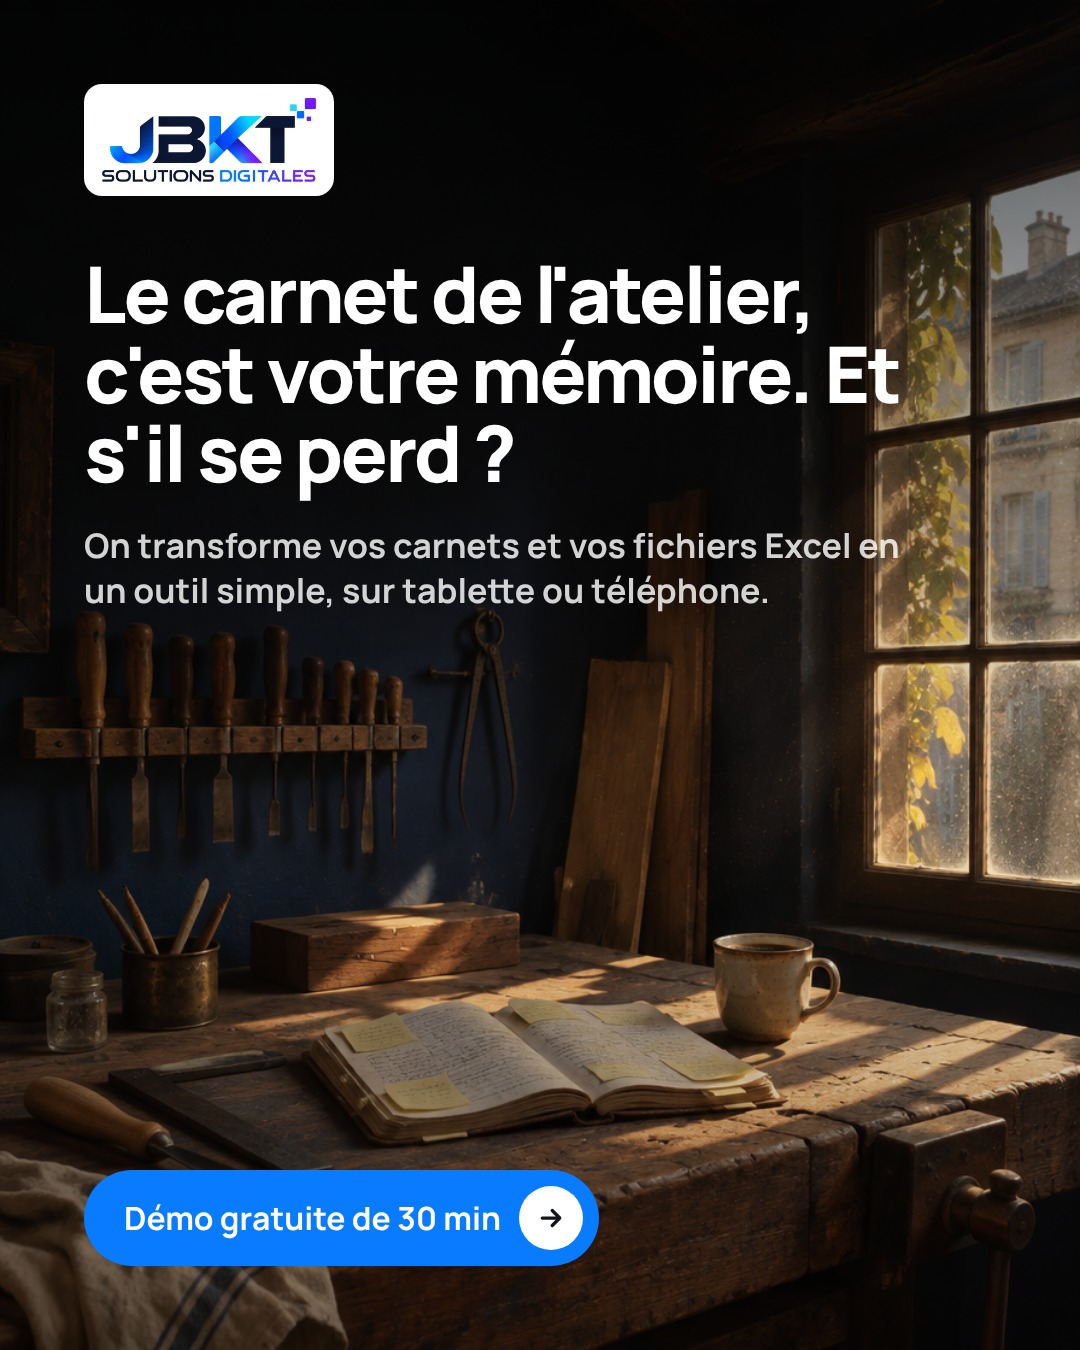 JBKT
SOLUTIONS DIGITALES
Le carnet de l'atelier,
c'est votre mémoire. Et
s'il se perd ?
On transforme vos carnets et vos fichiers Excel en
un outil simple, sur tablette ou téléphone.
Démo gratuite de 30 min